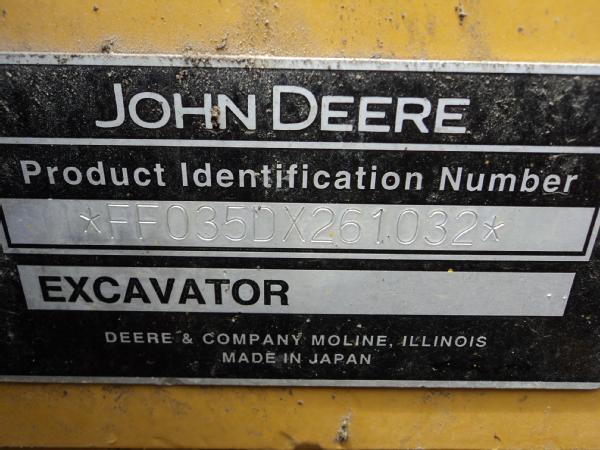 JOHN DEERE
Product Identification Number
*FF035DX261032*
EXCAVATOR
DEERE & COMPANY MOLINE, ILLINOIS
MADE IN JAPAN